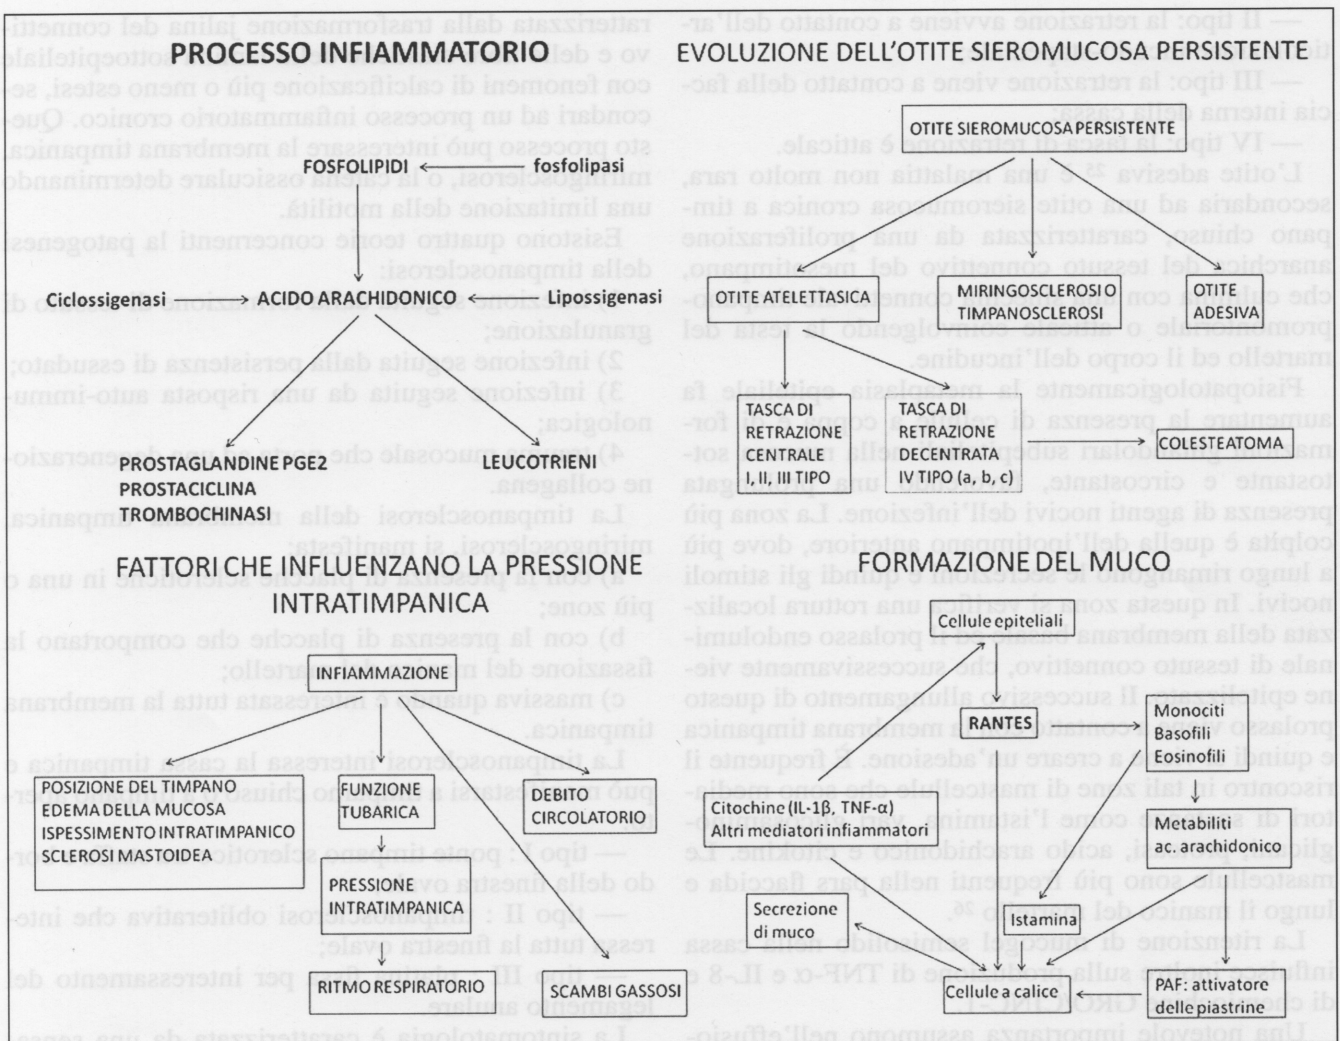 PROCESSO INFIAMMATORIO
FOSFOLIPIDI
fosfolipasi
Ciclossigenasi
ACIDO ARACHIDONICO
Lipossigenasi
PROSTAGLANDINE PGE2
PROSTACICLINA
TROMBOCHINASI
LEUCOTRIENI
EVOLUZIONE DELL'OTITE SIEROMUCOSA PERSISTENTE
OTITE SIEROMUCOSA PERSISTENTE
OTITE ATELETTASICA
MIRINGOSCLEROSI O
TIMPANOSCLEROSI
OTITE
ADESIVA
TASCA DI
RETRAZIONE
CENTRALE
I, II, III TIPO
TASCA DI
RETRAZIONE
DECENTRATA
IV TIPO (a, b, c)
COLESTEATOMA
FATTORI CHE INFLUENZANO LA PRESSIONE
INTRATIMPANICA
INFIAMMAZIONE
POSIZIONE DEL TIMPANO
EDEMA DELLA MUCOSA
ISPESSIMENTO INTRATIMPANICO
SCLEROSI MASTOIDEA
FUNZIONE
TUBARICA
DEBITO
CIRCOLATORIO
PRESSIONE
INTRATIMPANICA
RITMO RESPIRATORIO
SCAMBI GASSOSI
FORMAZIONE DEL MUCO
Cellule epiteliali
RANTES
Monociti
Basofili
Eosinofili
Citochine (IL-1β, TNF-α)
Altri mediatori infiammatori
Metabiliti
ac. arachidonico
Secrezione
di muco
Istamina
Cellule a calice
PAF: attivatore
delle piastrine